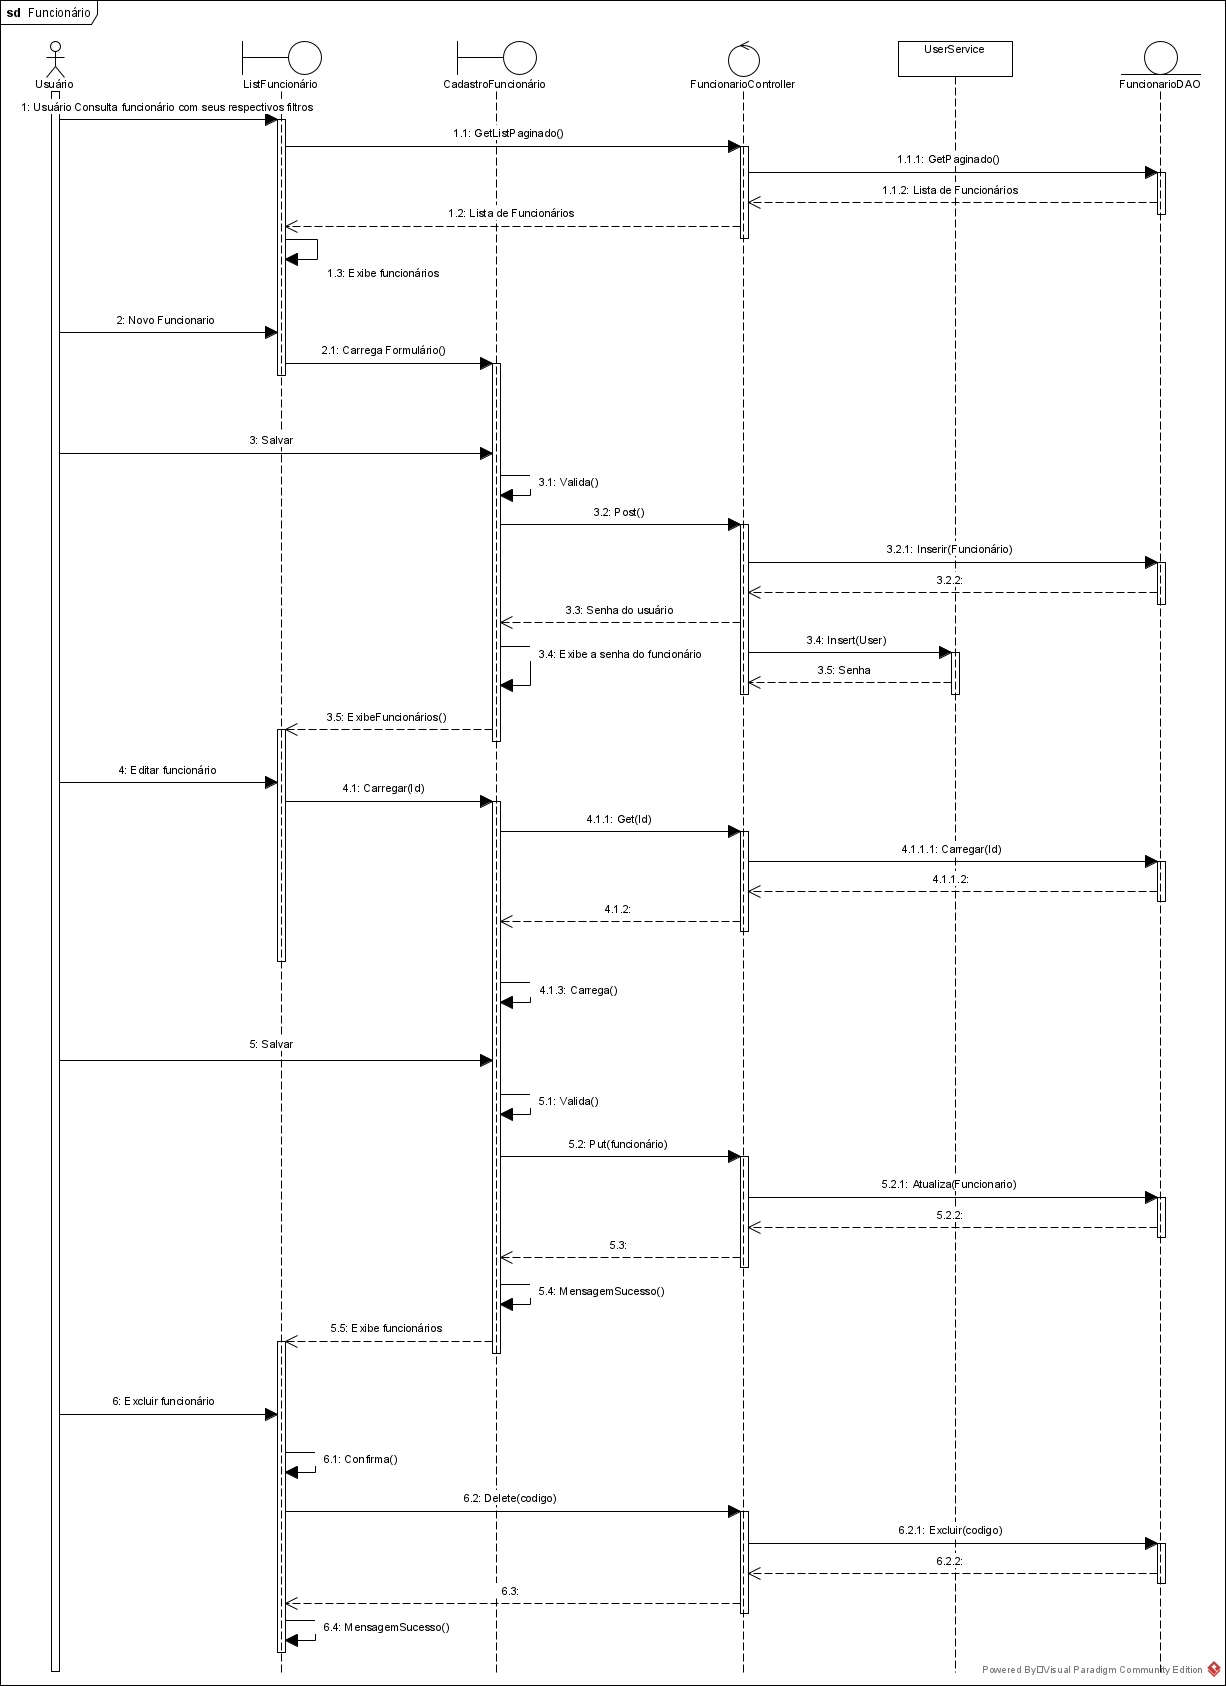 sd Funcionário
Usuário
ListFuncionário
CadastroFuncionário
FuncionarioController
UserService
FuncionarioDAO
1: Usuário Consulta funcionário com seus respectivos filtros
1.1: GetListPaginado()
1.1.1: GetPaginado()
1.1.2: Lista de Funcionários
1.2: Lista de Funcionários
1.3: Exibe funcionários
2: Novo Funcionario
2.1: Carrega Formulário()
3: Salvar
3.1: Valida()
3.2: Post()
3.2.1: Inserir(Funcionário)
3.2.2:
3.3: Senha do usuário
3.4: Insert(User)
3.4: Exibe a senha do funcionário
3.5: Senha
3.5: ExibeFuncionários()
4: Editar funcionário
4.1: Carregar(Id)
4.1.1: Get(Id)
4.1.1.1: Carregar(Id)
4.1.1.2:
4.1.2:
4.1.3: Carrega()
5: Salvar
5.1: Valida()
5.2: Put(funcionário)
5.2.1: Atualiza(Funcionario)
5.2.2:
5.3:
5.4: MensagemSucesso()
5.5: Exibe funcionários
6: Excluir funcionário
6.1: Confirma()
6.2: Delete(codigo)
6.2.1: Excluir(codigo)
6.2.2:
6.3:
6.4: MensagemSucesso()
Powered By Visual Paradigm Community Edition